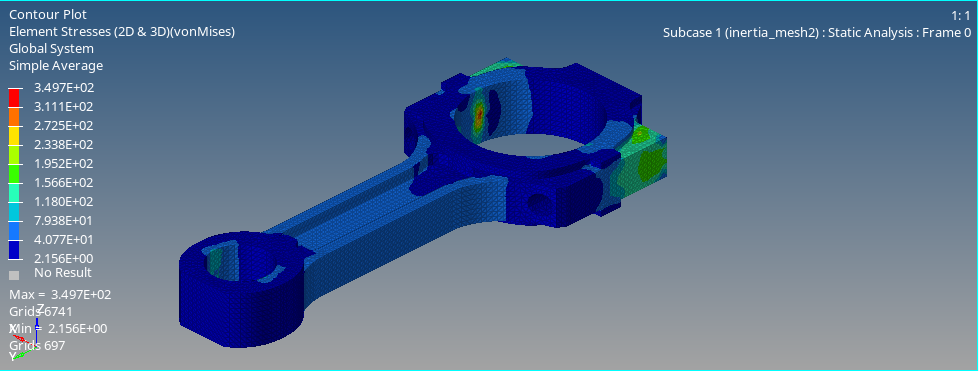 Contour Plot
Element Stresses (2D & 3D)(vonMises)
Global System
Simple Average
1: 1
Subcase 1 (inertia_mesh2) : Static Analysis : Frame 0
3.497E+02
3.111E+02
2.725E+02
2.338E+02
1.952E+02
1.566E+02
1.180E+02
7.938E+01
4.077E+01
2.156E+00
No Result
Max = 3.497E+02
Grids 6741
Min = 2.156E+00
Grids 697
Z
X
Y